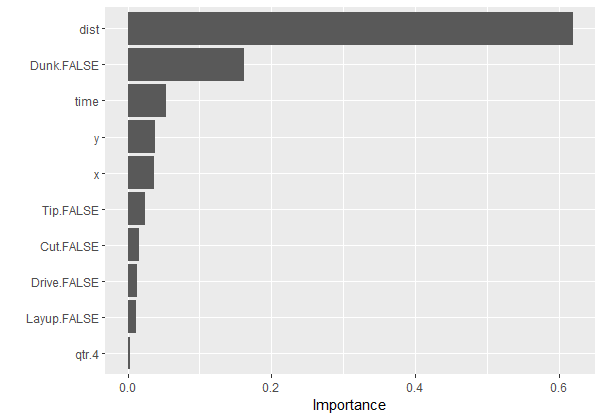 dist
Dunk.FALSE
time
y
x
Tip.FALSE
Cut.FALSE
Drive.FALSE
Layup.FALSE
qtr.4
0.0 0.2 0.4 0.6
Importance